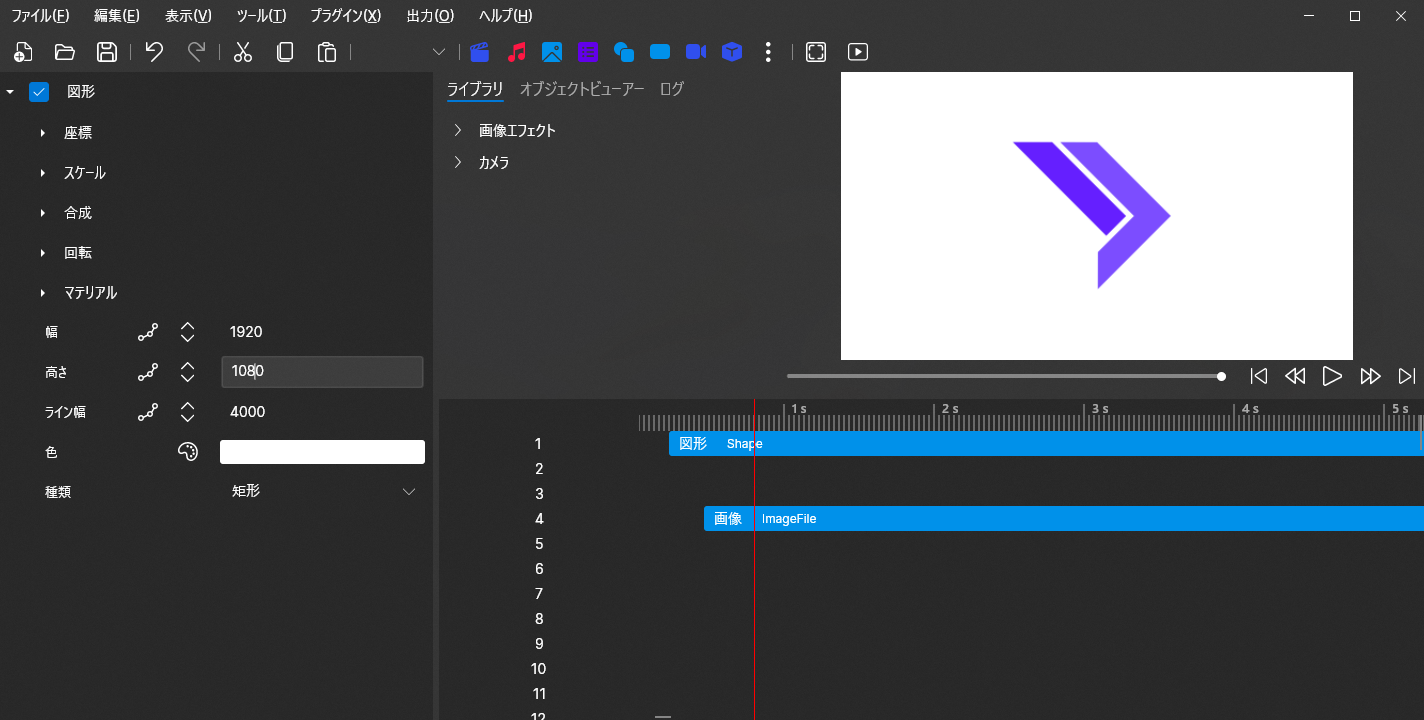 ファイル(F) 編集(E) 表示(V) ツール(T) プラグイン(X) 出力(O) ヘルプ(H)
図形
座標
スケール
合成
回転
マテリアル
幅 1920
高さ 1080
ライン幅 4000
色
種類 矩形
ライブラリ オブジェクトビューアー ログ
画像エフェクト
カメラ
1 s 2 s 3 s 4 s 5 s
1 図形 Shape
2
3
4 画像 ImageFile
5
6
7
8
9
10
11
12